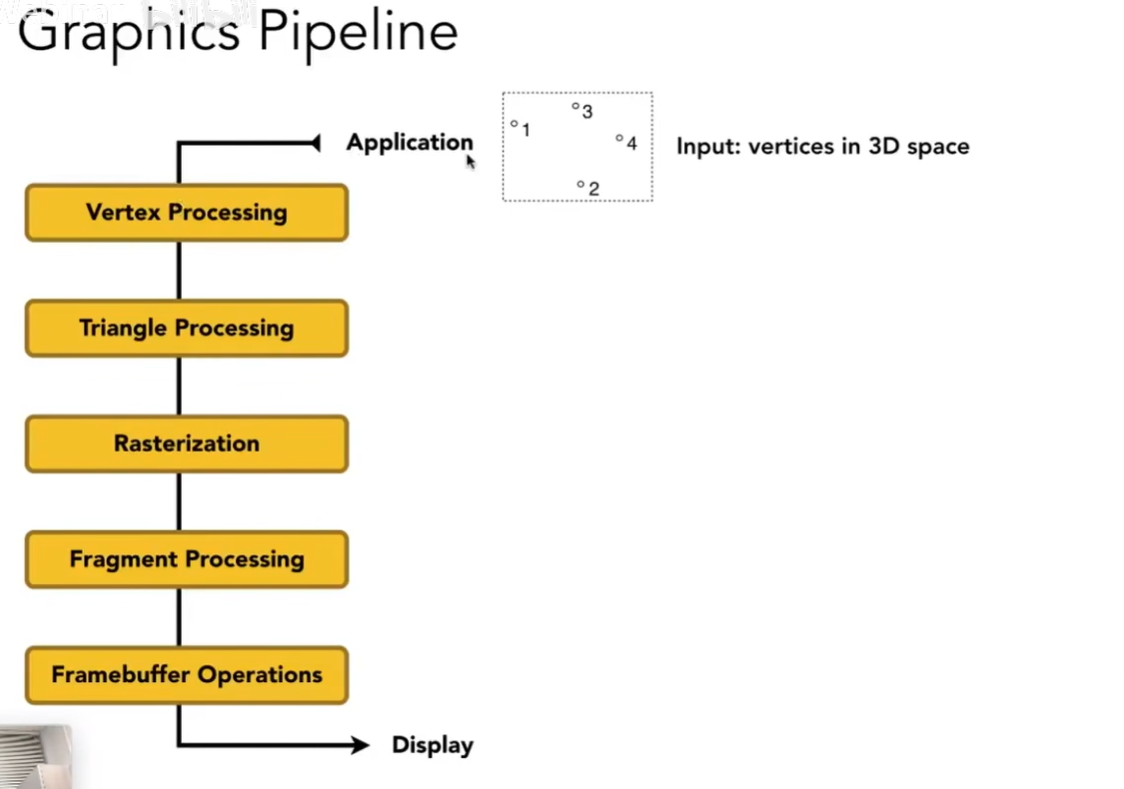 Graphics Pipeline
Application
1
3
4
2
Input: vertices in 3D space
Vertex Processing
Triangle Processing
Rasterization
Fragment Processing
Framebuffer Operations
Display